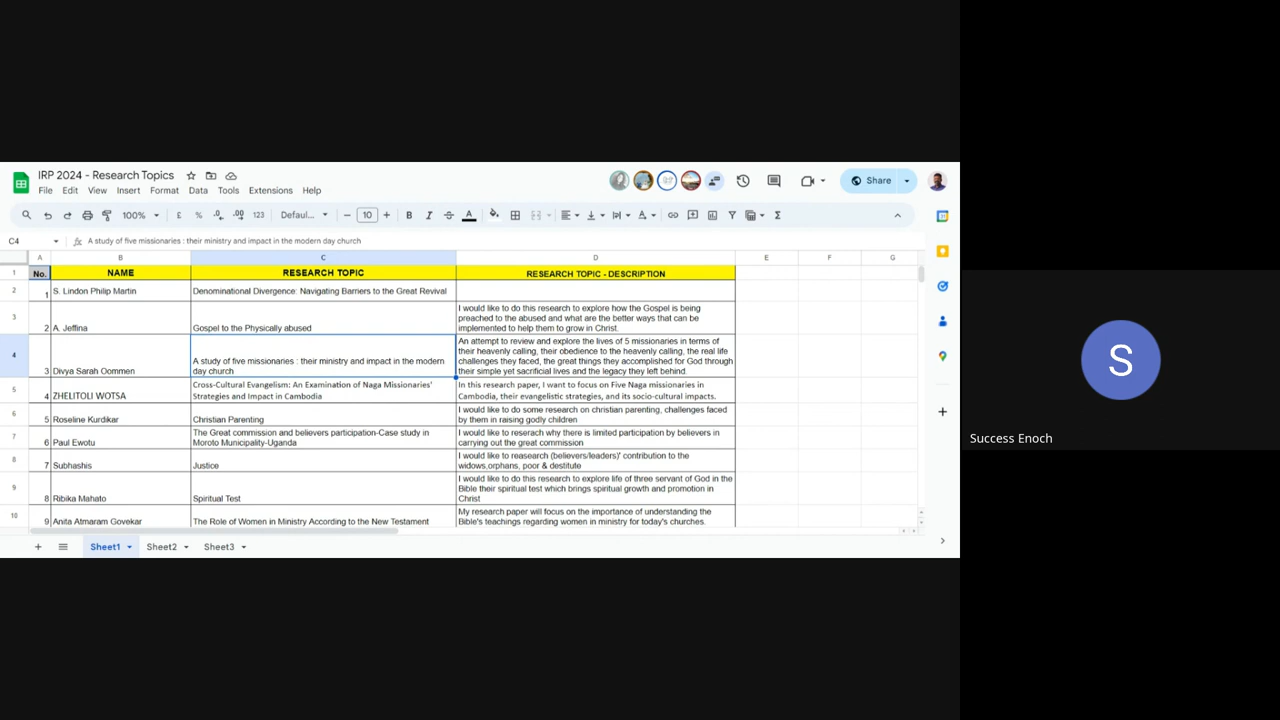 IRP 2024 - Research Topics
File Edit View Insert Format Data Tools Extensions Help
Share
100% £ % .0 .00 123 Defaul... 10 B I A
C4 fx A study of five missionaries : their ministry and impact in the modern day church
A B C D E F G
1 No. NAME RESEARCH TOPIC RESEARCH TOPIC - DESCRIPTION
2 1 S. Lindon Philip Martin Denominational Divergence: Navigating Barriers to the Great Revival
3 2 A. Jeffina Gospel to the Physically abused
I would like to do this research to explore how the Gospel is being
preached to the abused and what are the better ways that can be
implemented to help them to grow in Christ.
4 3 Divya Sarah Oommen
A study of five missionaries : their ministry and impact in the modern
day church
An attempt to review and explore the lives of 5 missionaries in terms of
their heavenly calling, their obedience to the heavenly calling, the real life
challenges they faced, the great things they accomplished for God through
their simple yet sacrificial lives and the legacy they left behind.
5 4 ZHELITOLI WOTSA
Cross-Cultural Evangelism: An Examination of Naga Missionaries'
Strategies and Impact in Cambodia
In this research paper, I want to focus on Five Naga missionaries in
Cambodia, their evangelistic strategies, and its socio-cultural impacts.
6 5 Roseline Kurdikar Christian Parenting
I would like to do some research on christian parenting, challenges faced
by them in raising godly children
7 6 Paul Ewotu
The Great commission and believers participation-Case study in
Moroto Municipality-Uganda
I would like to reserach why there is limited participation by believers in
carrying out the great commission
8 7 Subhashis Justice
I would like to reasearch (believers/leaders)' contribution to the
widows,orphans, poor & destitute
9 8 Ribika Mahato Spiritual Test
I would like to do this research to explore life of three servant of God in the
Bible their spiritual test which brings spiritual growth and promotion in
Christ
10 9 Anita Atmaram Govekar The Role of Women in Ministry According to the New Testament
My research paper will focus on the importance of understanding the
Bible's teachings regarding women in ministry for today's churches.
Sheet1 Sheet2 Sheet3
S
Success Enoch